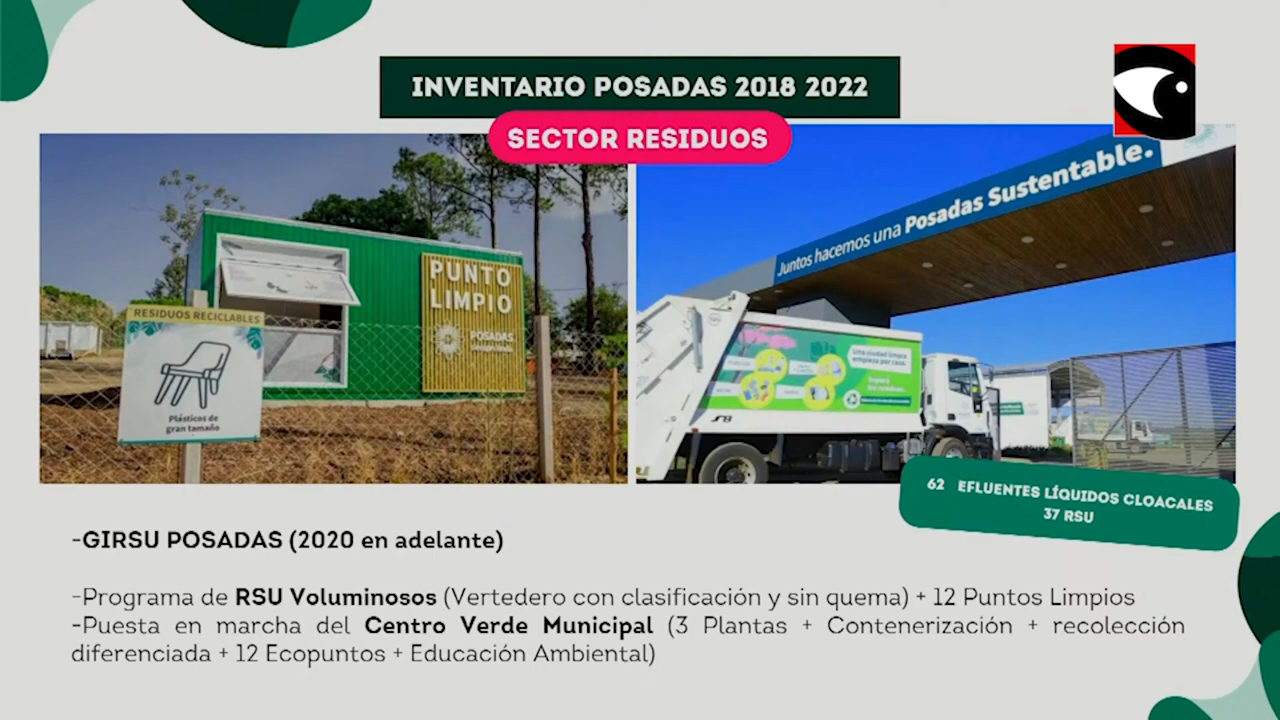 INVENTARIO POSADAS 2018 2022
SECTOR RESIDUOS
PUNTO
LIMPIO
POSADAS
RESIDUOS RECICLABLES
Plásticos de
gran tamaño
Juntos hacemos una Posadas Sustentable.
Una ciudad limpia
empieza por casa.
62 EFLUENTES LÍQUIDOS CLOACALES
37 RSU
-GIRSU POSADAS (2020 en adelante)
-Programa de RSU Voluminosos (Vertedero con clasificación y sin quema) + 12 Puntos Limpios
-Puesta en marcha del Centro Verde Municipal (3 Plantas + Contenerización + recolección
diferenciada + 12 Ecopuntos + Educación Ambiental)